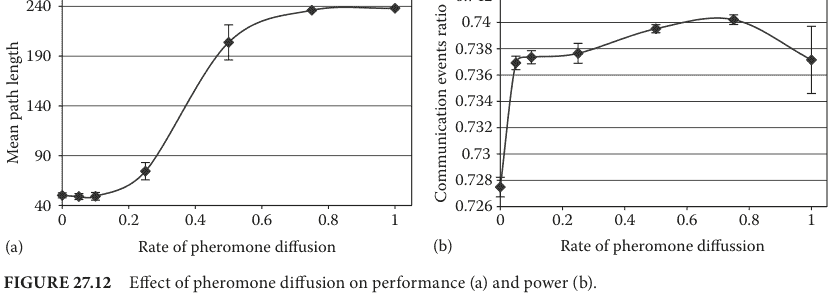 240
190
140
90
40
Mean path length
0 0.2 0.4 0.6 0.8 1
(a) Rate of pheromone diffusion
0.74
0.738
0.736
0.734
0.732
0.73
0.728
0.726
Communication events ratio
0 0.2 0.4 0.6 0.8 1
(b) Rate of pheromone diffussion
FIGURE 27.12 Effect of pheromone diffusion on performance (a) and power (b).